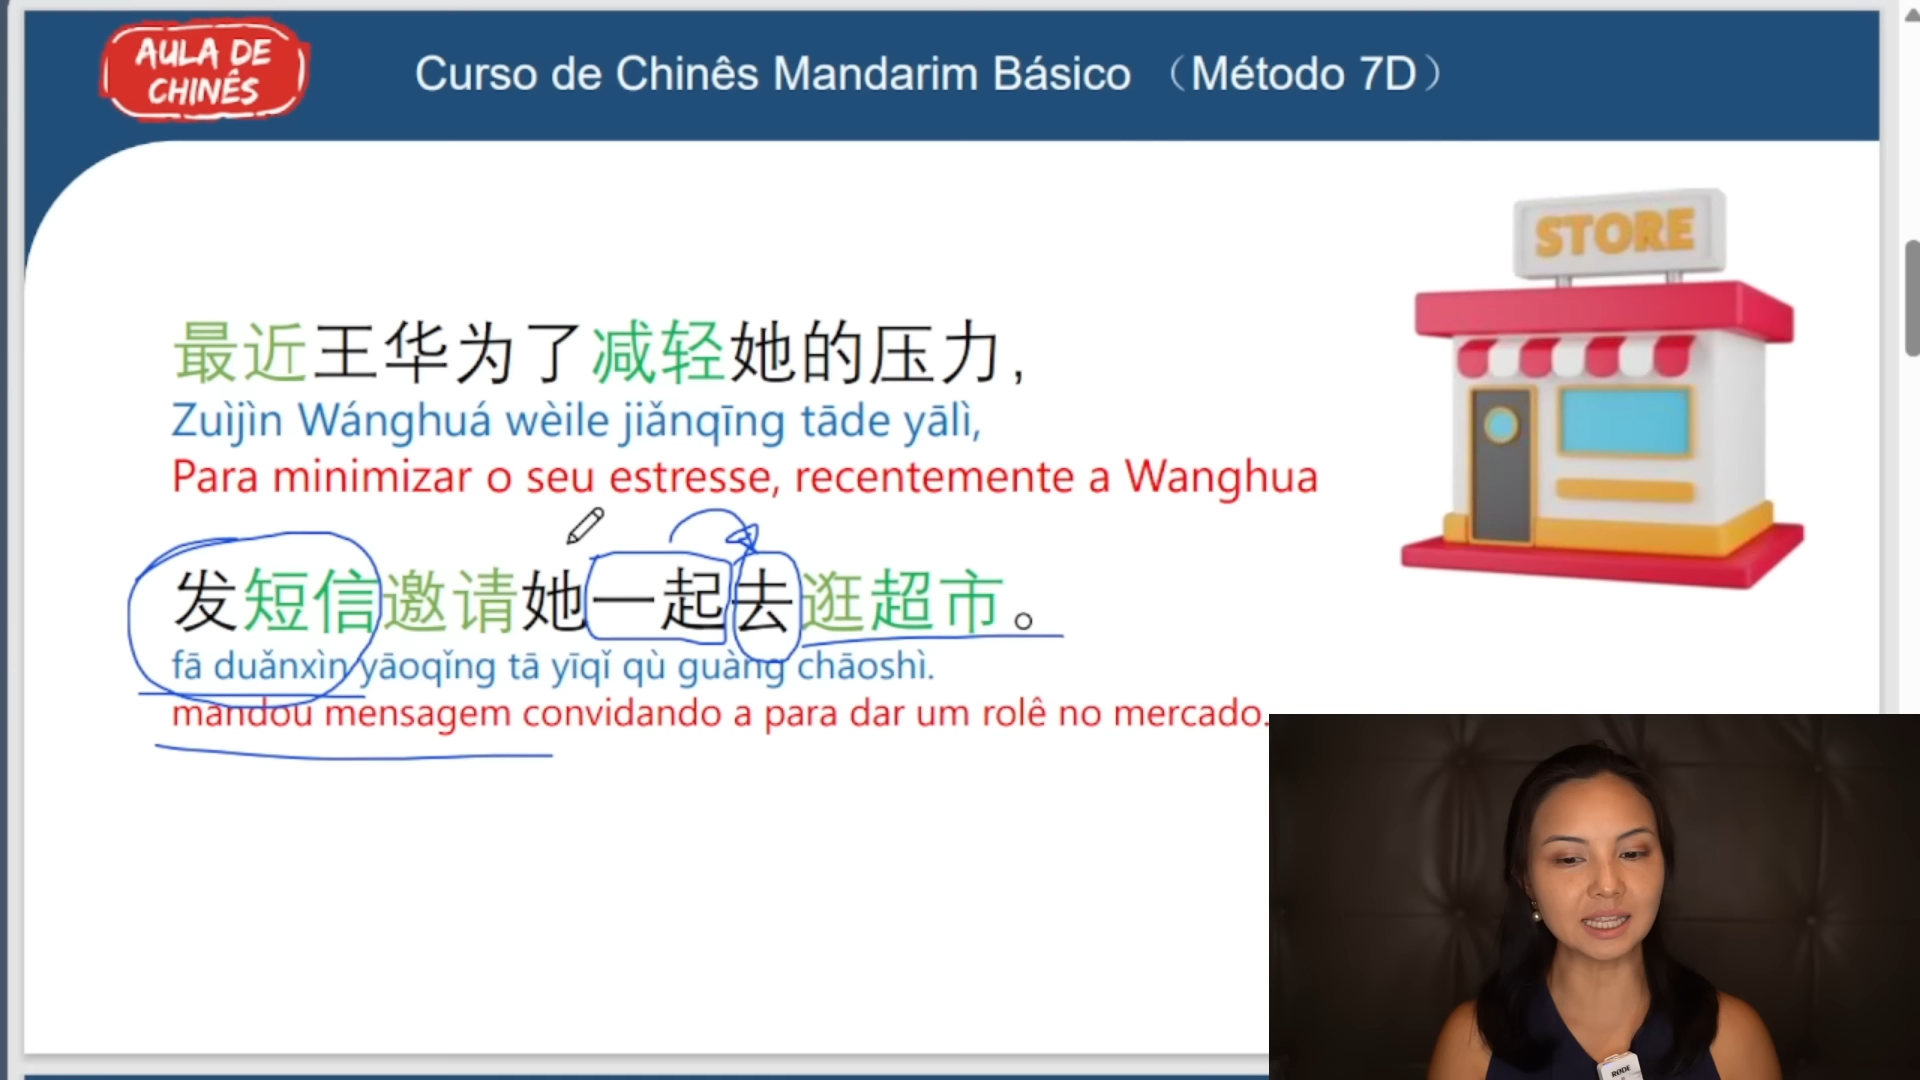 AULA DE
CHINÊS
Curso de Chinês Mandarim Básico （Método 7D）
STORE
最近王华为了减轻她的压力，
Zuìjìn Wánghuá wèile jiǎnqīng tāde yālì,
Para minimizar o seu estresse, recentemente a Wanghua
发短信邀请她一起去逛超市。
fā duǎnxìn yāoqǐng tā yīqǐ qù guàng chāoshì.
mandou mensagem convidando a para dar um rolê no mercado.
RØDE